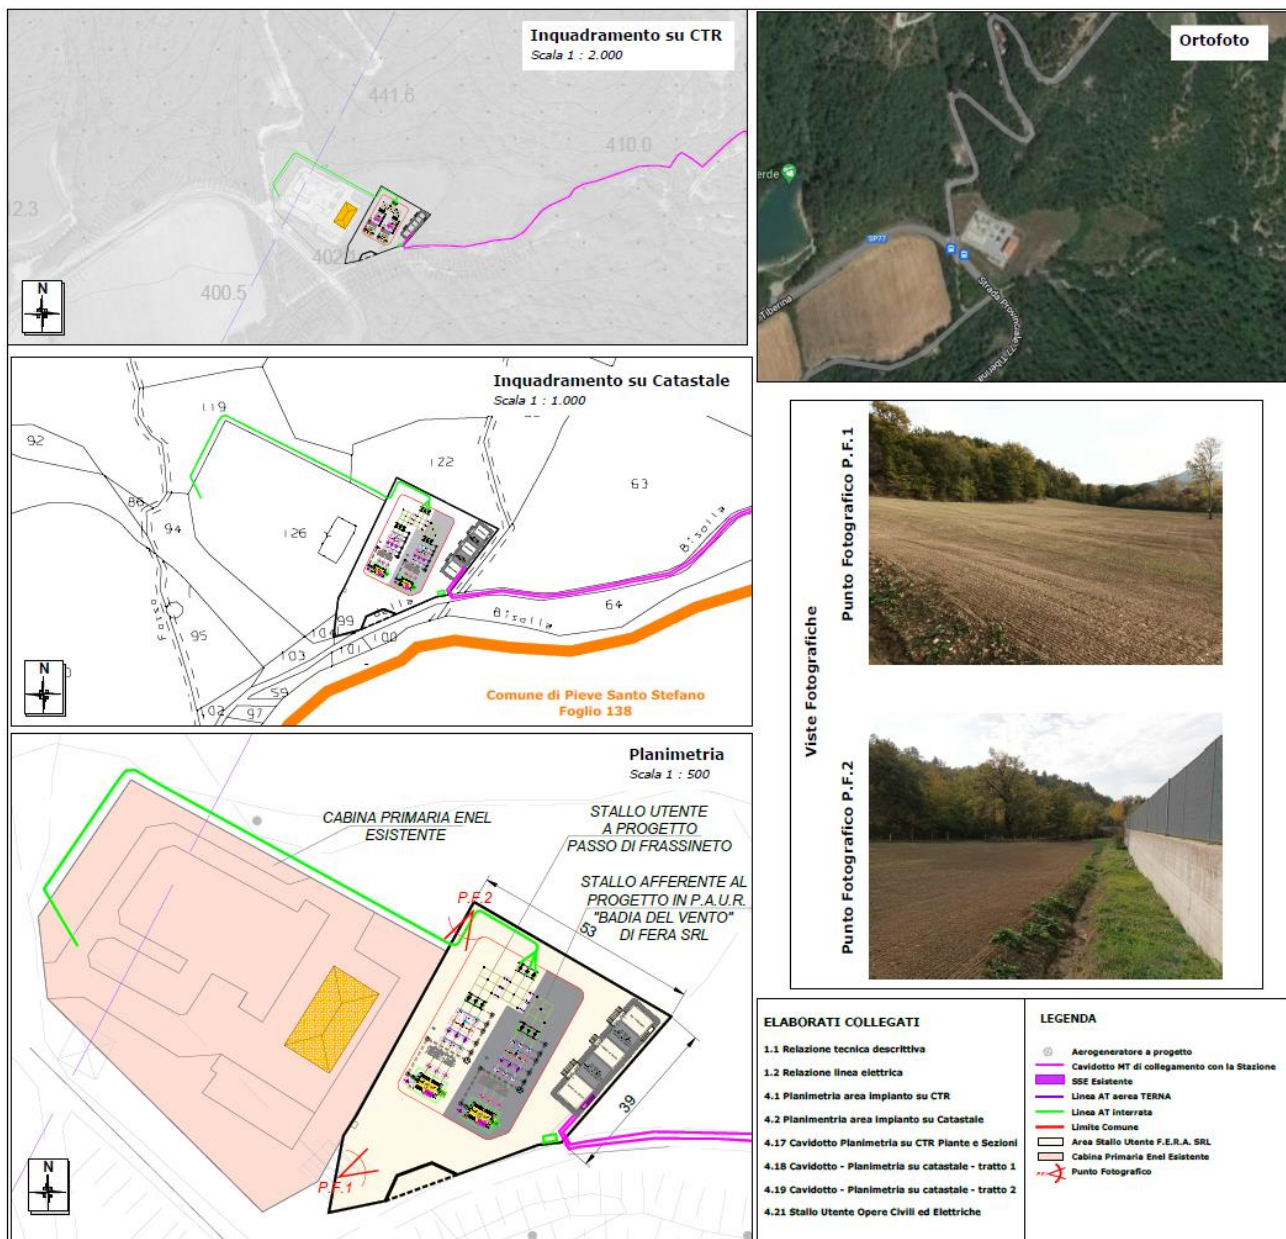 Inquadramento su CTR
Scala 1 : 2.000
441.6
410.0
12.3
402
400.5
N
Ortofoto
erde
SP77
Tiberina
Strada Provinciale 77 Tiberina
Inquadramento su Catastale
Scala 1 : 1.000
119
92
122
63
86
94
126
Bisolla
Fosso
95
99
64
Bisolla
104
101
100
103
N
Comune di Pieve Santo Stefano
Foglio 138
Planimetria
Scala 1 : 500
CABINA PRIMARIA ENEL
ESISTENTE
STALLO UTENTE
A PROGETTO
PASSO DI FRASSINETO
STALLO AFFERENTE AL
PROGETTO IN P.A.U.R.
"BADIA DEL VENTO"
DI FERA SRL
P.F.2
53
39
P.F.1
N
Viste Fotografiche
Punto Fotografico P.F.1
Punto Fotografico P.F.2
ELABORATI COLLEGATI
1.1 Relazione tecnica descrittiva
1.2 Relazione linea elettrica
4.1 Planimetria area impianto su CTR
4.2 Planimentria area impianto su Catastale
4.17 Cavidotto Planimetria su CTR Piante e Sezioni
4.18 Cavidotto - Planimetria su catastale - tratto 1
4.19 Cavidotto - Planimetria su catastale - tratto 2
4.21 Stallo Utente Opere Civili ed Elettriche
LEGENDA
Aerogeneratore a progetto
Cavidotto MT di collegamento con la Stazione
SSE Esistente
Linea AT aerea TERNA
Linea AT interrata
Limite Comune
Area Stallo Utente F.E.R.A. SRL
Cabina Primaria Enel Esistente
Punto Fotografico